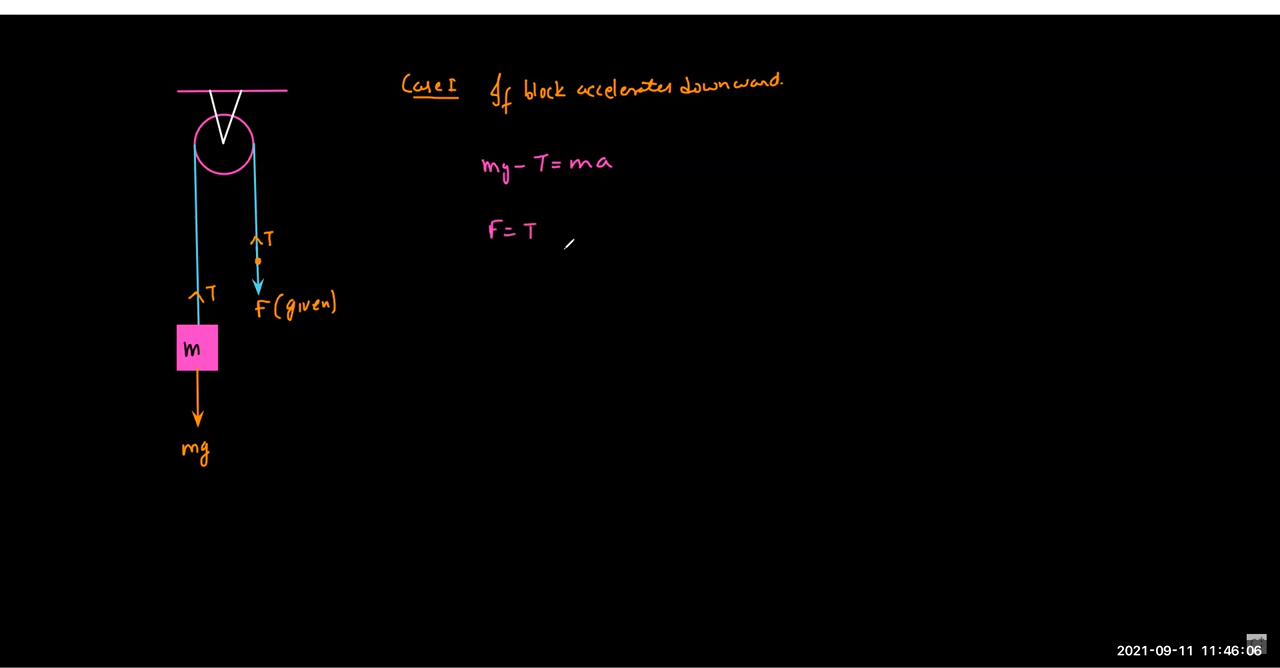 Case I If block accelerates downward.
mg - T = ma
F = T
T
T
F (given)
m
mg
2021-09-11 11:46:06